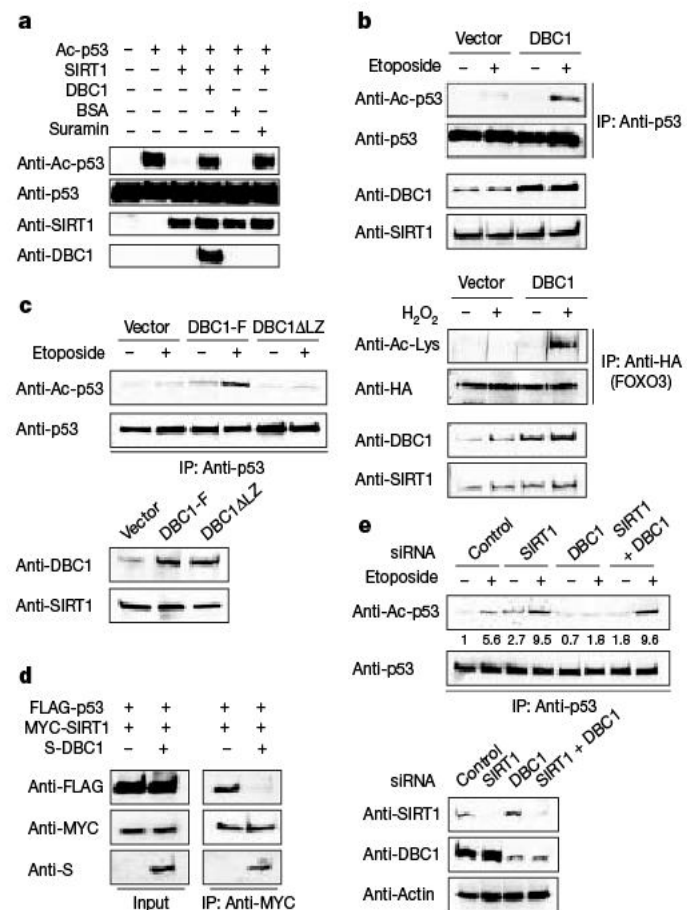 a
Ac-p53 – + + + + +
SIRT1 – – + + + +
DBC1 – – – + – –
BSA – – – – + –
Suramin – – – – – +
Anti-Ac-p53
Anti-p53
Anti-SIRT1
Anti-DBC1
b
Vector DBC1
Etoposide – + – +
Anti-Ac-p53
Anti-p53
IP: Anti-p53
Anti-DBC1
Anti-SIRT1
Vector DBC1
H2O2 – + – +
Anti-Ac-Lys
Anti-HA
IP: Anti-HA
(FOXO3)
Anti-DBC1
Anti-SIRT1
c
Vector DBC1-F DBC1ΔLZ
Etoposide – + – + – +
Anti-Ac-p53
Anti-p53
IP: Anti-p53
Vector DBC1-F DBC1ΔLZ
Anti-DBC1
Anti-SIRT1
d
FLAG-p53 + + + +
MYC-SIRT1 + + + +
S-DBC1 – + – +
Anti-FLAG
Anti-MYC
Anti-S
Input IP: Anti-MYC
e
siRNA Control SIRT1 DBC1 SIRT1 + DBC1
Etoposide – + – + – + – +
Anti-Ac-p53
1 5.6 2.7 9.5 0.7 1.8 1.8 9.6
Anti-p53
IP: Anti-p53
siRNA Control SIRT1 DBC1 SIRT1 + DBC1
Anti-SIRT1
Anti-DBC1
Anti-Actin